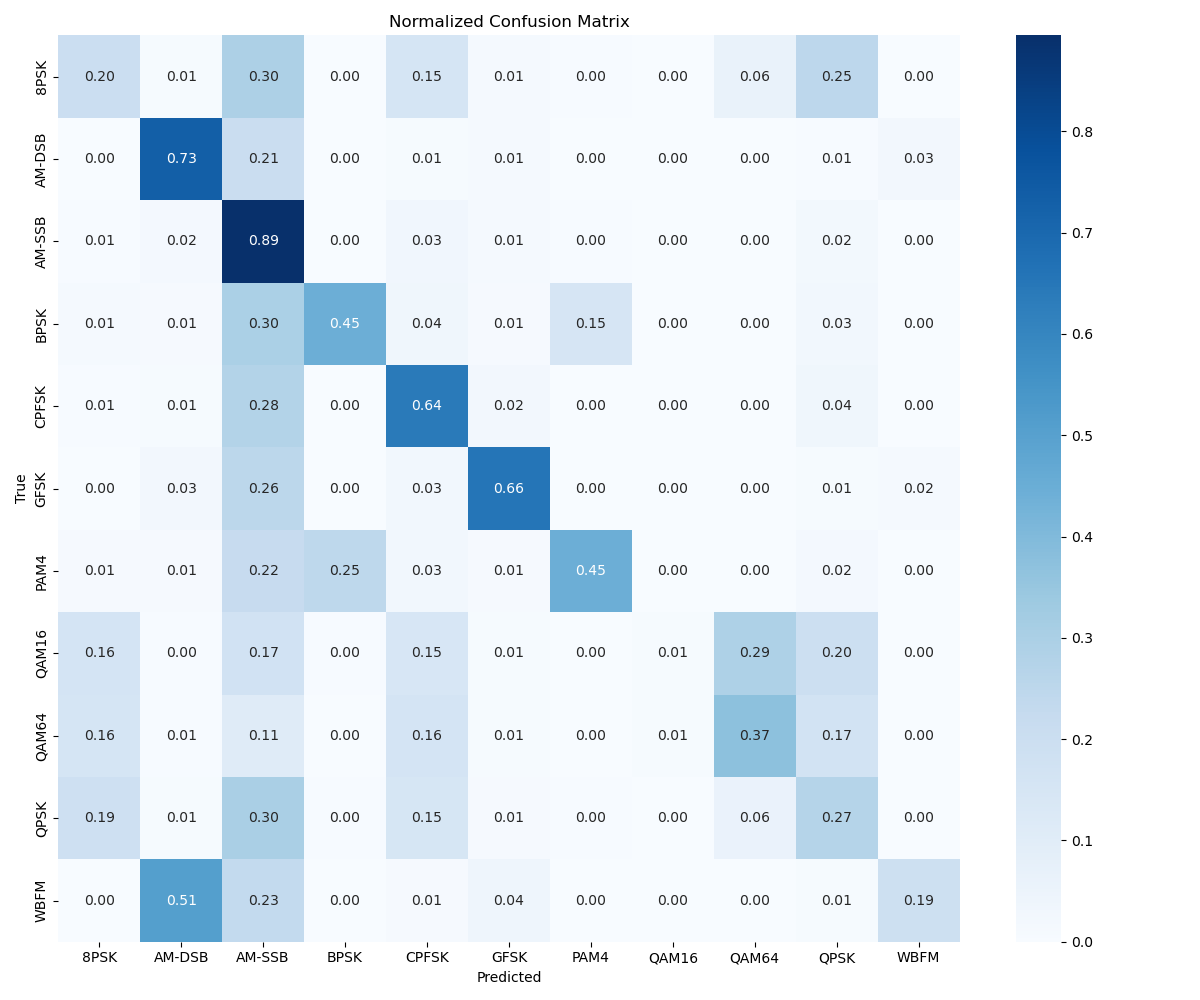 Normalized Confusion Matrix
8PSK 0.20 0.01 0.30 0.00 0.15 0.01 0.00 0.00 0.06 0.25 0.00
AM-DSB 0.00 0.73 0.21 0.00 0.01 0.01 0.00 0.00 0.00 0.01 0.03
AM-SSB 0.01 0.02 0.89 0.00 0.03 0.01 0.00 0.00 0.00 0.02 0.00
BPSK 0.01 0.01 0.30 0.45 0.04 0.01 0.15 0.00 0.00 0.03 0.00
CPFSK 0.01 0.01 0.28 0.00 0.64 0.02 0.00 0.00 0.00 0.04 0.00
True
GFSK 0.00 0.03 0.26 0.00 0.03 0.66 0.00 0.00 0.00 0.01 0.02
PAM4 0.01 0.01 0.22 0.25 0.03 0.01 0.45 0.00 0.00 0.02 0.00
QAM16 0.16 0.00 0.17 0.00 0.15 0.01 0.00 0.01 0.29 0.20 0.00
QAM64 0.16 0.01 0.11 0.00 0.16 0.01 0.00 0.01 0.37 0.17 0.00
QPSK 0.19 0.01 0.30 0.00 0.15 0.01 0.00 0.00 0.06 0.27 0.00
WBFM 0.00 0.51 0.23 0.00 0.01 0.04 0.00 0.00 0.00 0.01 0.19
8PSK AM-DSB AM-SSB BPSK CPFSK GFSK PAM4 QAM16 QAM64 QPSK WBFM
Predicted
0.8
0.7
0.6
0.5
0.4
0.3
0.2
0.1
0.0